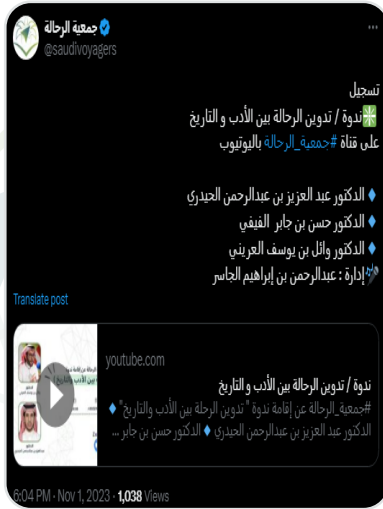 جمعية الرحالة
@saudivoyagers
تسجيل
ندوة / تدوين الرحالة بين الأدب و التاريخ
على قناة #جمعية_الرحالة باليوتيوب
الدكتور عبد العزيز بن عبدالرحمن الحيدري
الدكتور حسن بن جابر الفيفي
الدكتور وائل بن يوسف العريني
إدارة : عبدالرحمن بن إبراهيم الجاسر
Translate post
youtube.com
ندوة / تدوين الرحالة بين الأدب و التاريخ
#جمعية_الرحالة عن إقامة ندوة " تدوين الرحلة بين الأدب والتاريخ"
الدكتور عبد العزيز بن عبدالرحمن الحيدري الدكتور حسن بن جابر ...
6:04 PM · Nov 1, 2023 · 1,038 Views